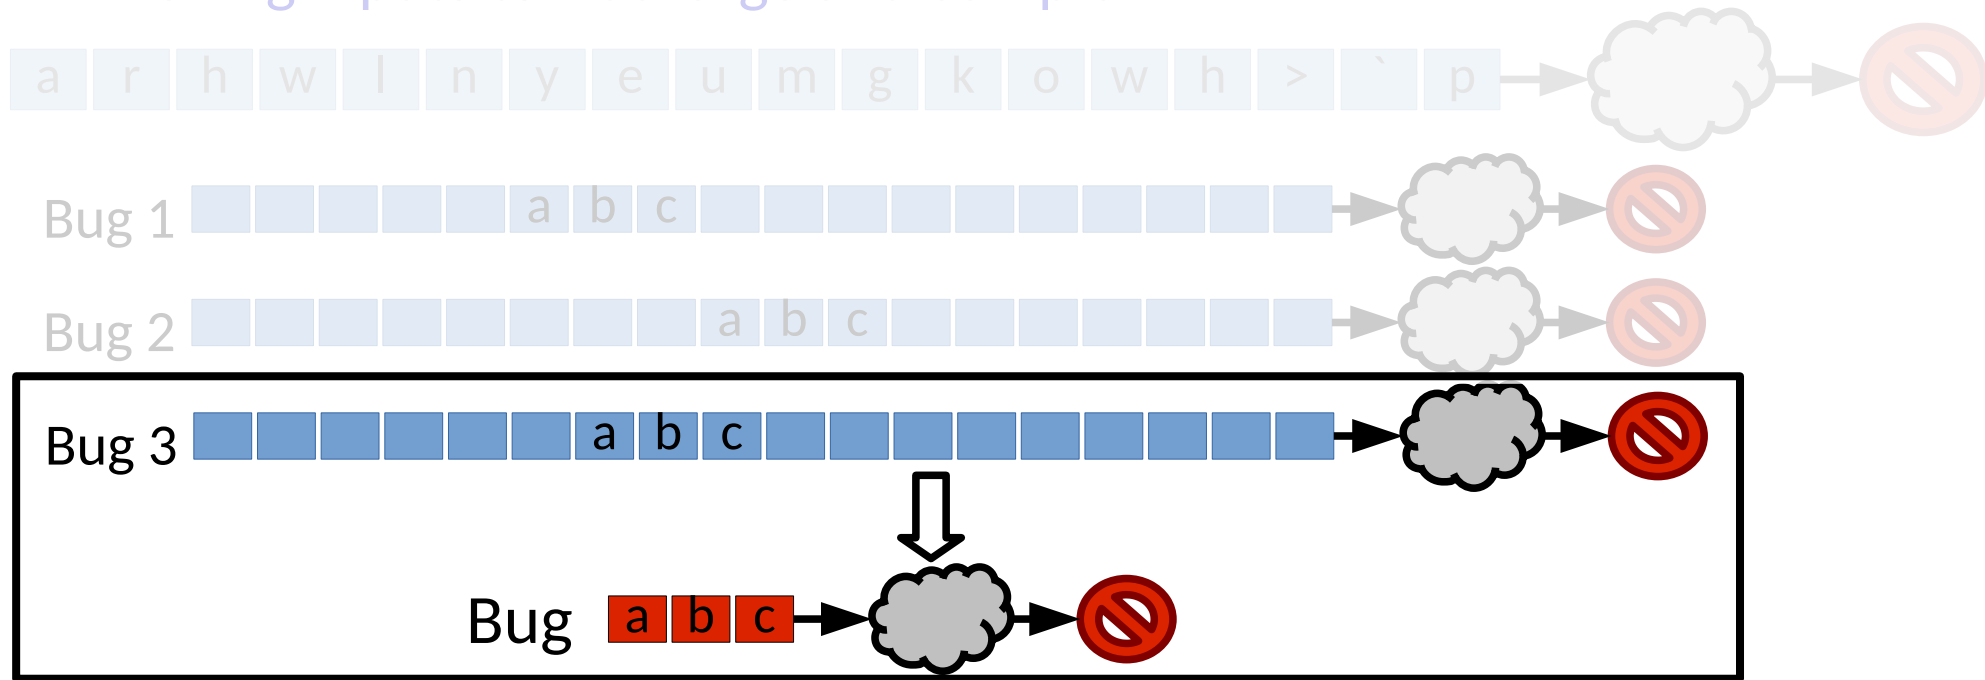 a r h w l n y e u m g k o w h > ` p
Bug 1 a b c
Bug 2 a b c
Bug 3 a b c
Bug a b c